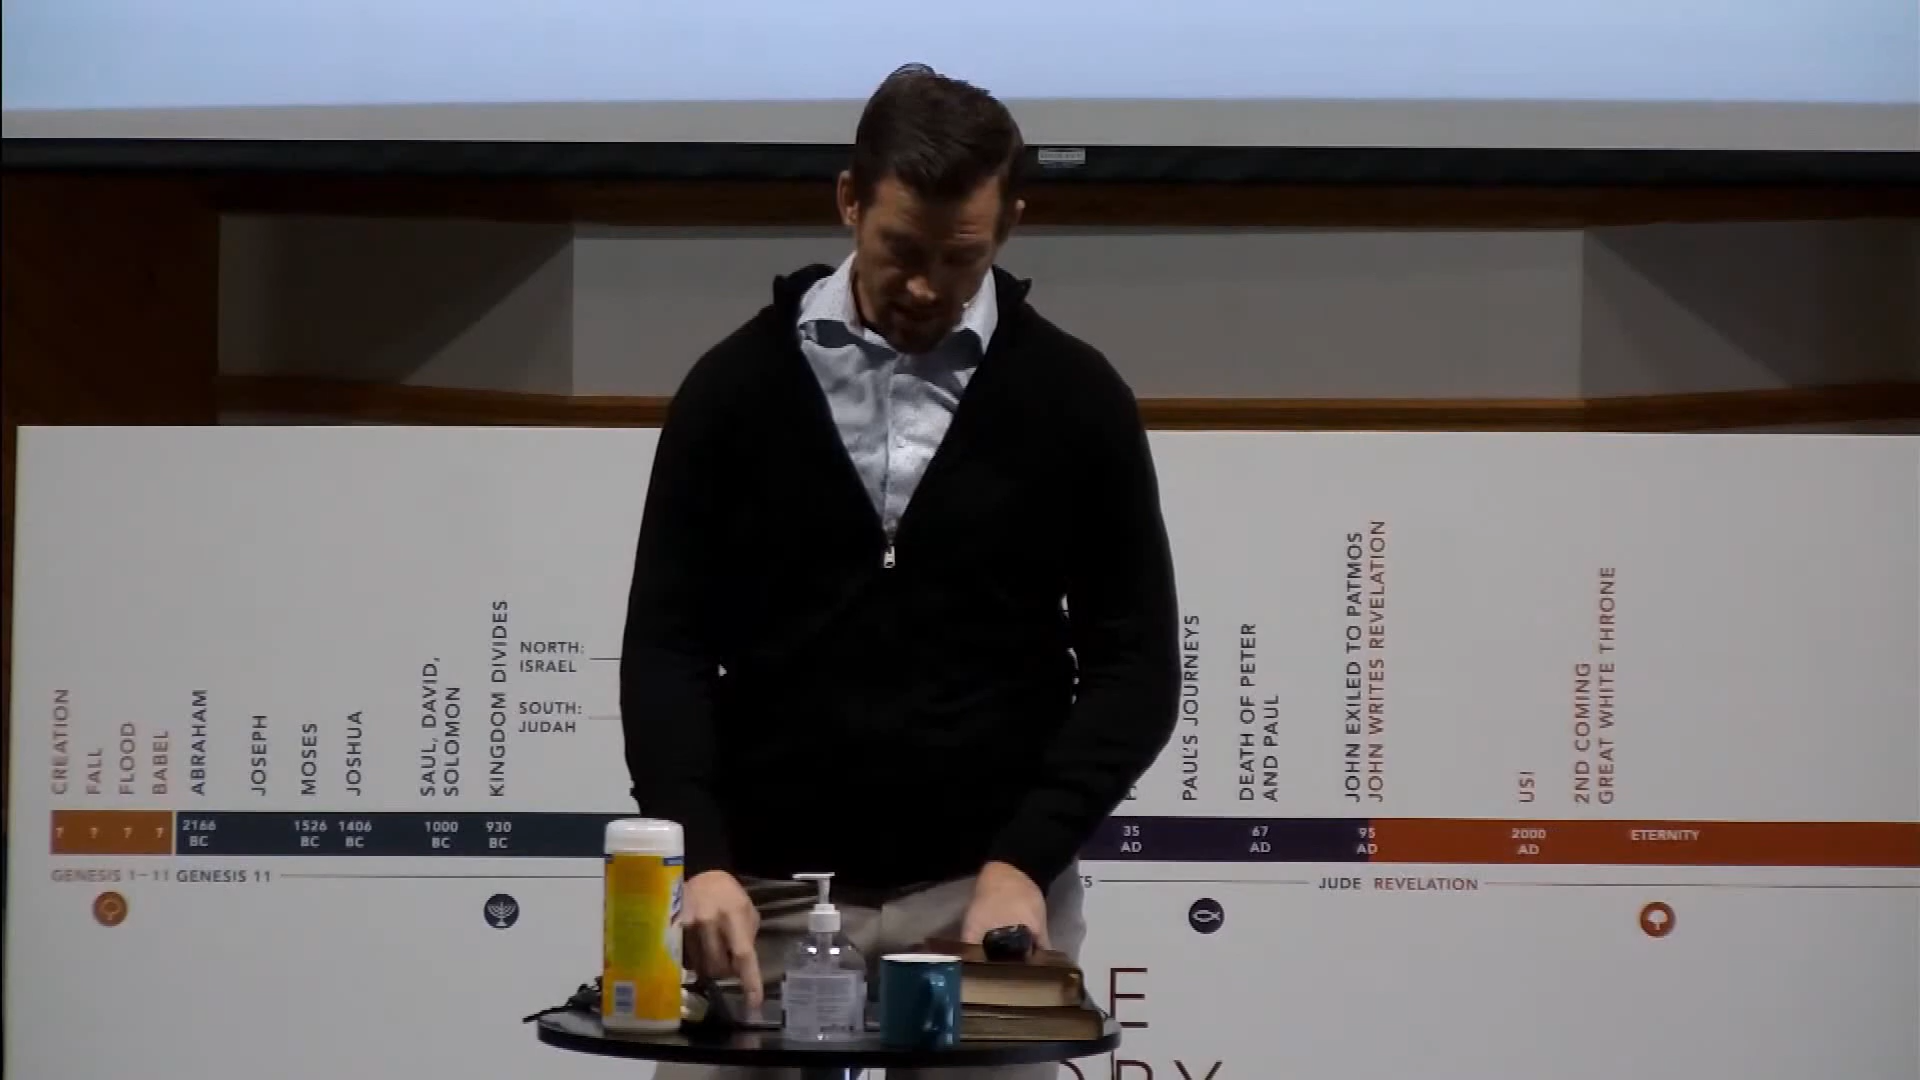 CREATION
FALL
FLOOD
BABEL
ABRAHAM
JOSEPH
MOSES
JOSHUA
SAUL, DAVID,
SOLOMON
KINGDOM DIVIDES
NORTH:
ISRAEL
SOUTH:
JUDAH
PAUL'S JOURNEYS
DEATH OF PETER
AND PAUL
JOHN EXILED TO PATMOS
JOHN WRITES REVELATION
US!
2ND COMING
GREAT WHITE THRONE
? ? ? ?
2166
BC
1526
BC
1406
BC
1000
BC
930
BC
35
AD
67
AD
95
AD
2000
AD
ETERNITY
GENESIS 1-11
GENESIS 11
TS
JUDE
REVELATION
E
ORY